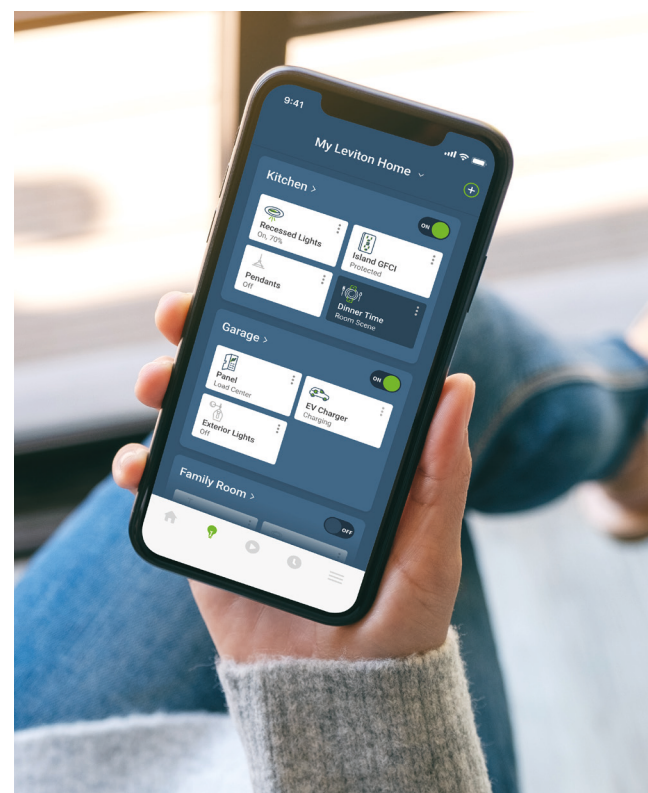 9:41
My Leviton Home
Kitchen >
ON
Recessed Lights
On, 70%
Island GFCI
Protected
Pendants
Off
Dinner Time
Room Scene
Garage >
ON
Panel
Load Center
EV Charger
Charging
Exterior Lights
Off
Family Room >
OFF